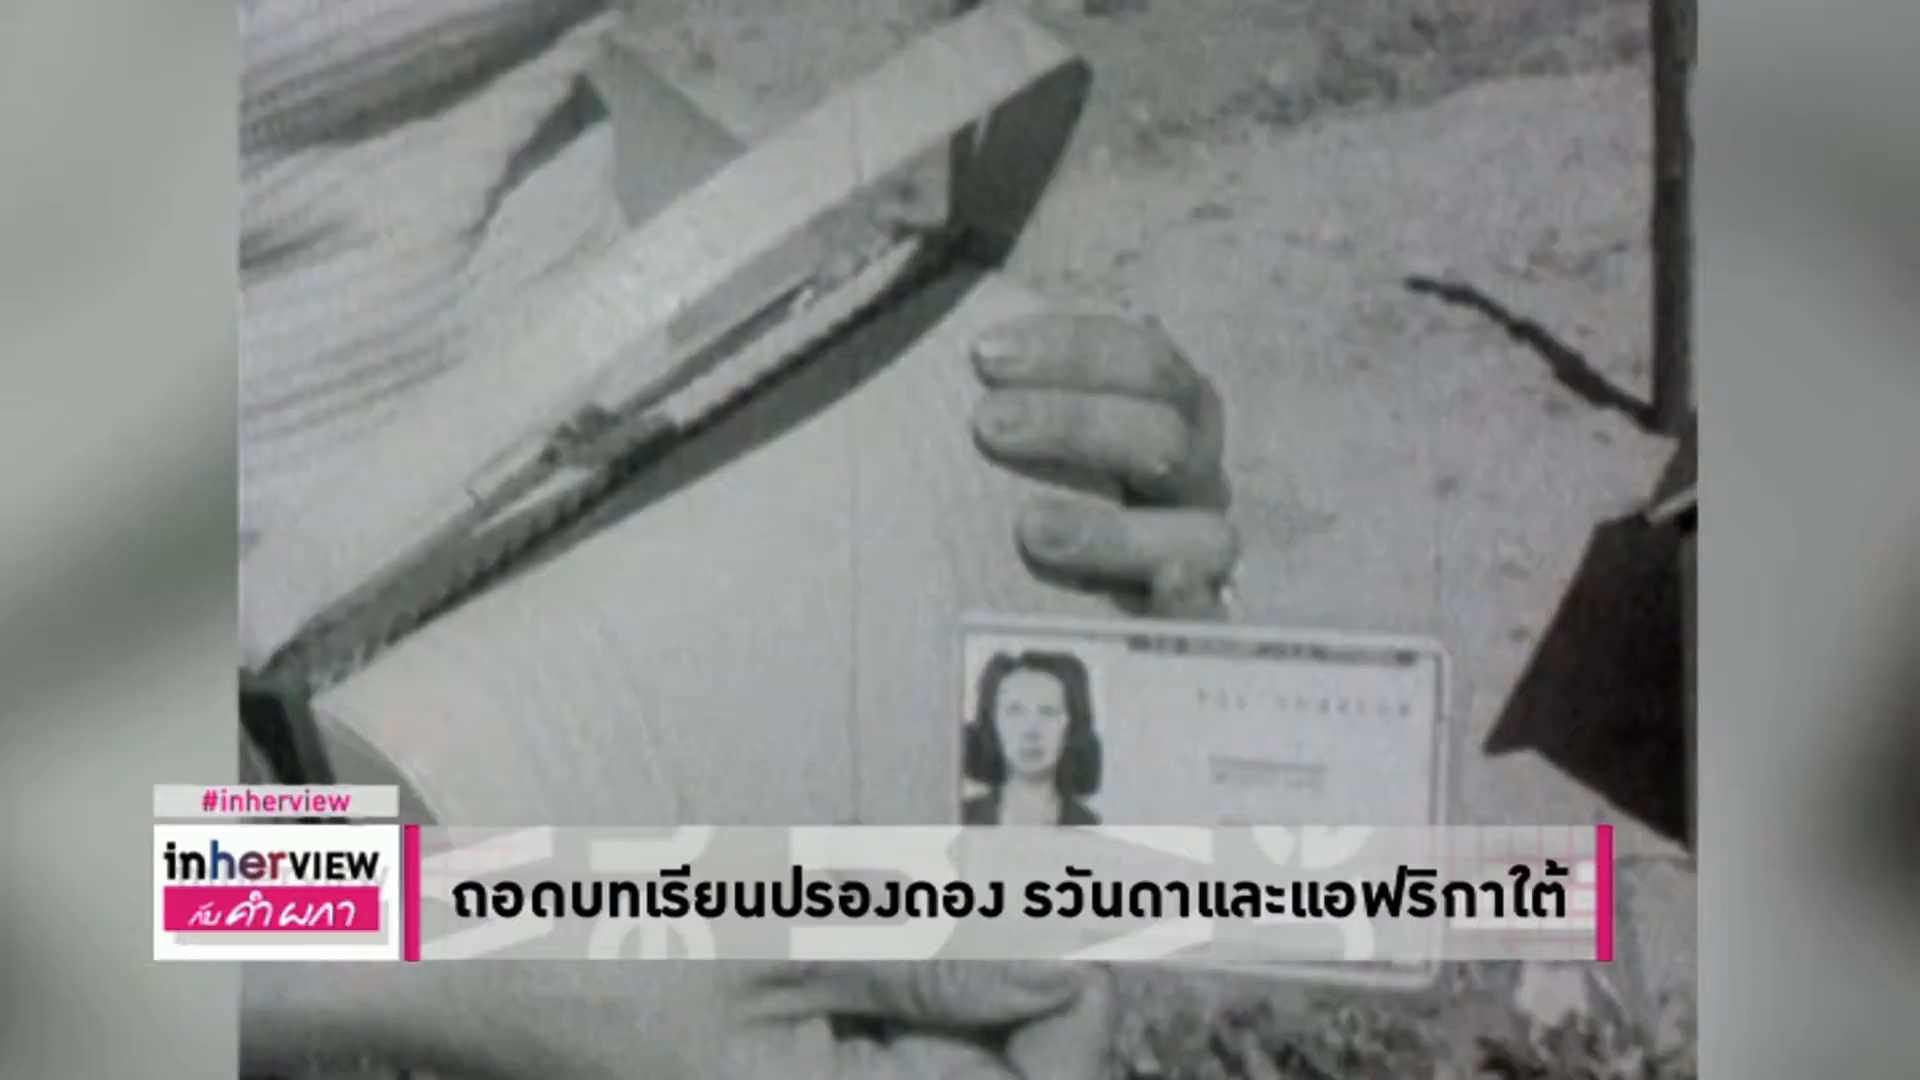 #inherview
inherVIEW
กับ คำ ผกา
ถอดบทเรียนปรองดอง รวันดาและแอฟริกาใต้